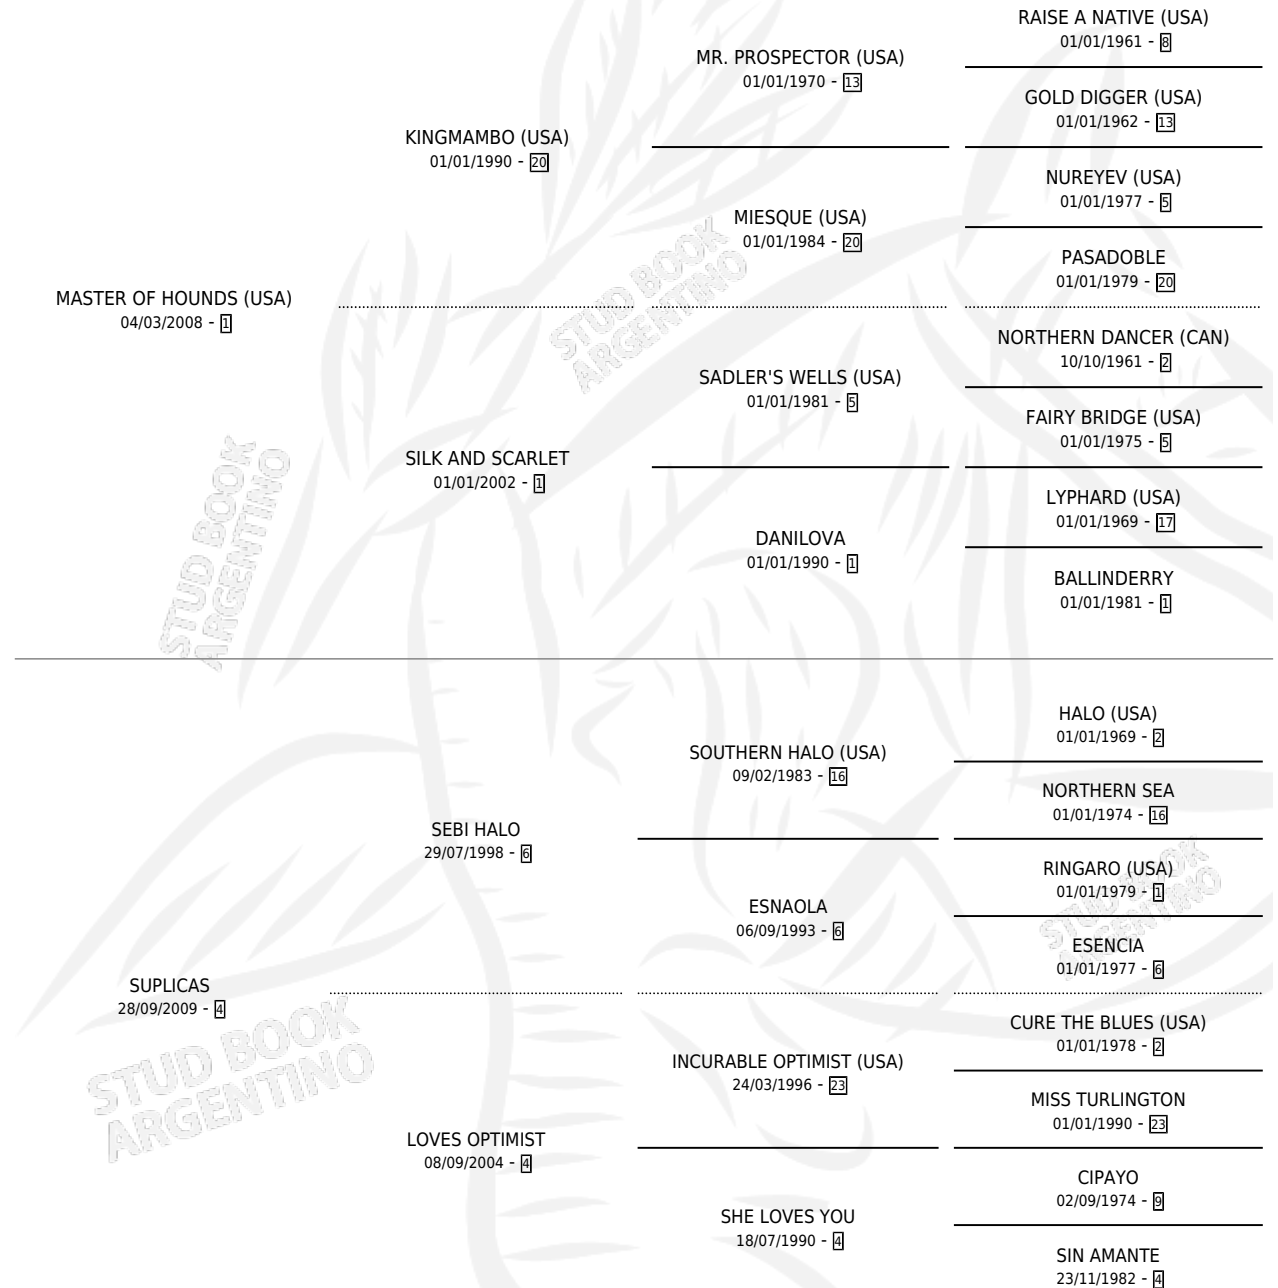 RAISE A NATIVE (USA)
01/01/1961 - 8
MR. PROSPECTOR (USA)
01/01/1970 - 13
GOLD DIGGER (USA)
01/01/1962 - 13
KINGMAMBO (USA)
01/01/1990 - 20
NUREYEV (USA)
01/01/1977 - 5
MIESQUE (USA)
01/01/1984 - 20
PASADOBLE
01/01/1979 - 20
MASTER OF HOUNDS (USA)
04/03/2008 - 1
NORTHERN DANCER (CAN)
10/10/1961 - 2
SADLER'S WELLS (USA)
01/01/1981 - 5
FAIRY BRIDGE (USA)
01/01/1975 - 5
SILK AND SCARLET
01/01/2002 - 1
LYPHARD (USA)
01/01/1969 - 17
DANILOVA
01/01/1990 - 1
BALLINDERRY
01/01/1981 - 1
STUD BOOK
ARGENTINO
STUD BOOK
ARGENTINO
HALO (USA)
01/01/1969 - 2
SOUTHERN HALO (USA)
09/02/1983 - 16
NORTHERN SEA
01/01/1974 - 16
SEBI HALO
29/07/1998 - 6
RINGARO (USA)
01/01/1979 - 1
ESNAOLA
06/09/1993 - 6
ESENCIA
01/01/1977 - 6
SUPLICAS
28/09/2009 - 4
CURE THE BLUES (USA)
01/01/1978 - 2
INCURABLE OPTIMIST (USA)
24/03/1996 - 23
MISS TURLINGTON
01/01/1990 - 23
LOVES OPTIMIST
08/09/2004 - 4
CIPAYO
02/09/1974 - 9
SHE LOVES YOU
18/07/1990 - 4
SIN AMANTE
23/11/1982 - 4
STUD BOOK
ARGENTINO
STUD BOOK
ARGENTINO